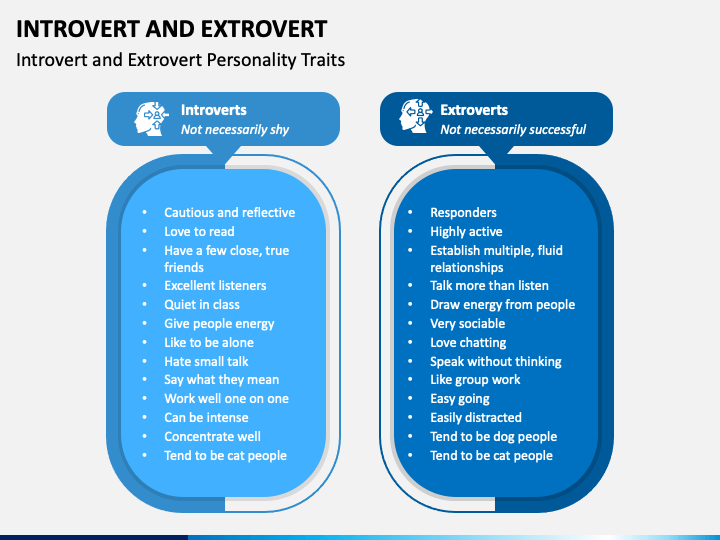 INTROVERT AND EXTROVERT
Introvert and Extrovert Personality Traits
Introverts
Not necessarily shy
• Cautious and reflective
• Love to read
• Have a few close, true
friends
• Excellent listeners
• Quiet in class
• Give people energy
• Like to be alone
• Hate small talk
• Say what they mean
• Work well one on one
• Can be intense
• Concentrate well
• Tend to be cat people
Extroverts
Not necessarily successful
• Responders
• Highly active
• Establish multiple, fluid
relationships
• Talk more than listen
• Draw energy from people
• Very sociable
• Love chatting
• Speak without thinking
• Like group work
• Easy going
• Easily distracted
• Tend to be dog people
• Tend to be cat people